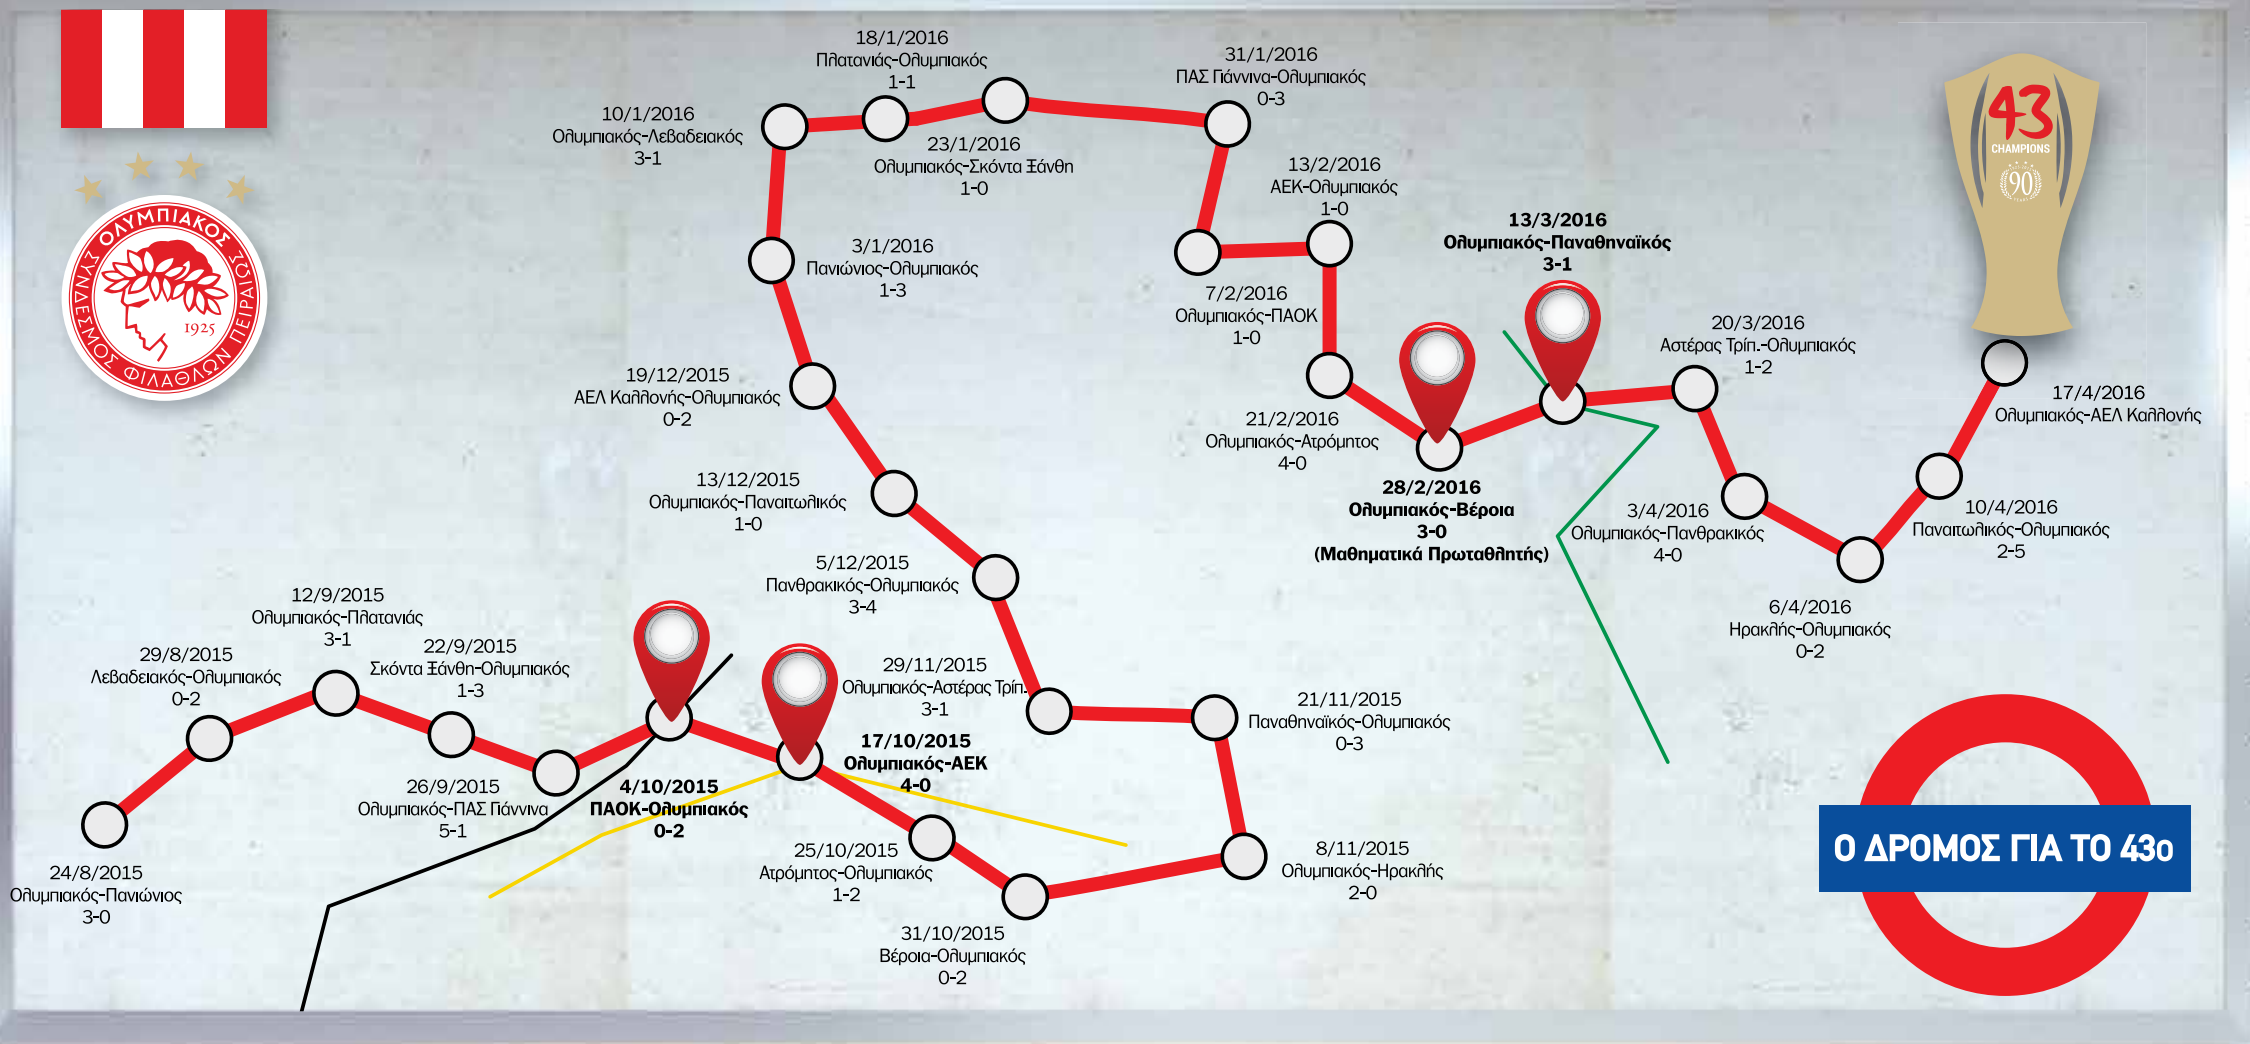 ΣΥΝΔΕΣΜΟΣ ΟΛΥΜΠΙΑΚΟΣ ΦΙΛΑΘΛΩΝ ΠΕΙΡΑΙΩΣ
1925
24/8/2015
Ολυμπιακός-Πανιώνιος
3-0
29/8/2015
Λεβαδειακός-Ολυμπιακός
0-2
12/9/2015
Ολυμπιακός-Πλατανιάς
3-1
22/9/2015
Σκόντα Ξάνθη-Ολυμπιακός
1-3
26/9/2015
Ολυμπιακός-ΠΑΣ Γιάννινα
5-1
4/10/2015
ΠΑΟΚ-Ολυμπιακός
0-2
17/10/2015
Ολυμπιακός-ΑΕΚ
4-0
25/10/2015
Ατρόμητος-Ολυμπιακός
1-2
31/10/2015
Βέροια-Ολυμπιακός
0-2
8/11/2015
Ολυμπιακός-Ηρακλής
2-0
21/11/2015
Παναθηναϊκός-Ολυμπιακός
0-3
29/11/2015
Ολυμπιακός-Αστέρας Τρίπ.
3-1
5/12/2015
Πανθρακικός-Ολυμπιακός
3-4
13/12/2015
Ολυμπιακός-Παναιτωλικός
1-0
19/12/2015
ΑΕΛ Καλλονής-Ολυμπιακός
0-2
3/1/2016
Πανιώνιος-Ολυμπιακός
1-3
10/1/2016
Ολυμπιακός-Λεβαδειακός
3-1
18/1/2016
Πλατανιάς-Ολυμπιακός
1-1
23/1/2016
Ολυμπιακός-Σκόντα Ξάνθη
1-0
31/1/2016
ΠΑΣ Γιάννινα-Ολυμπιακός
0-3
7/2/2016
Ολυμπιακός-ΠΑΟΚ
1-0
13/2/2016
ΑΕΚ-Ολυμπιακός
1-0
21/2/2016
Ολυμπιακός-Ατρόμητος
4-0
28/2/2016
Ολυμπιακός-Βέροια
3-0
(Μαθηματικά Πρωταθλητής)
13/3/2016
Ολυμπιακός-Παναθηναϊκός
3-1
20/3/2016
Αστέρας Τρίπ.-Ολυμπιακός
1-2
3/4/2016
Ολυμπιακός-Πανθρακικός
4-0
6/4/2016
Ηρακλής-Ολυμπιακός
0-2
10/4/2016
Παναιτωλικός-Ολυμπιακός
2-5
17/4/2016
Ολυμπιακός-ΑΕΛ Καλλονής
43
CHAMPIONS
90
Ο ΔΡΟΜΟΣ ΓΙΑ ΤΟ 43ο